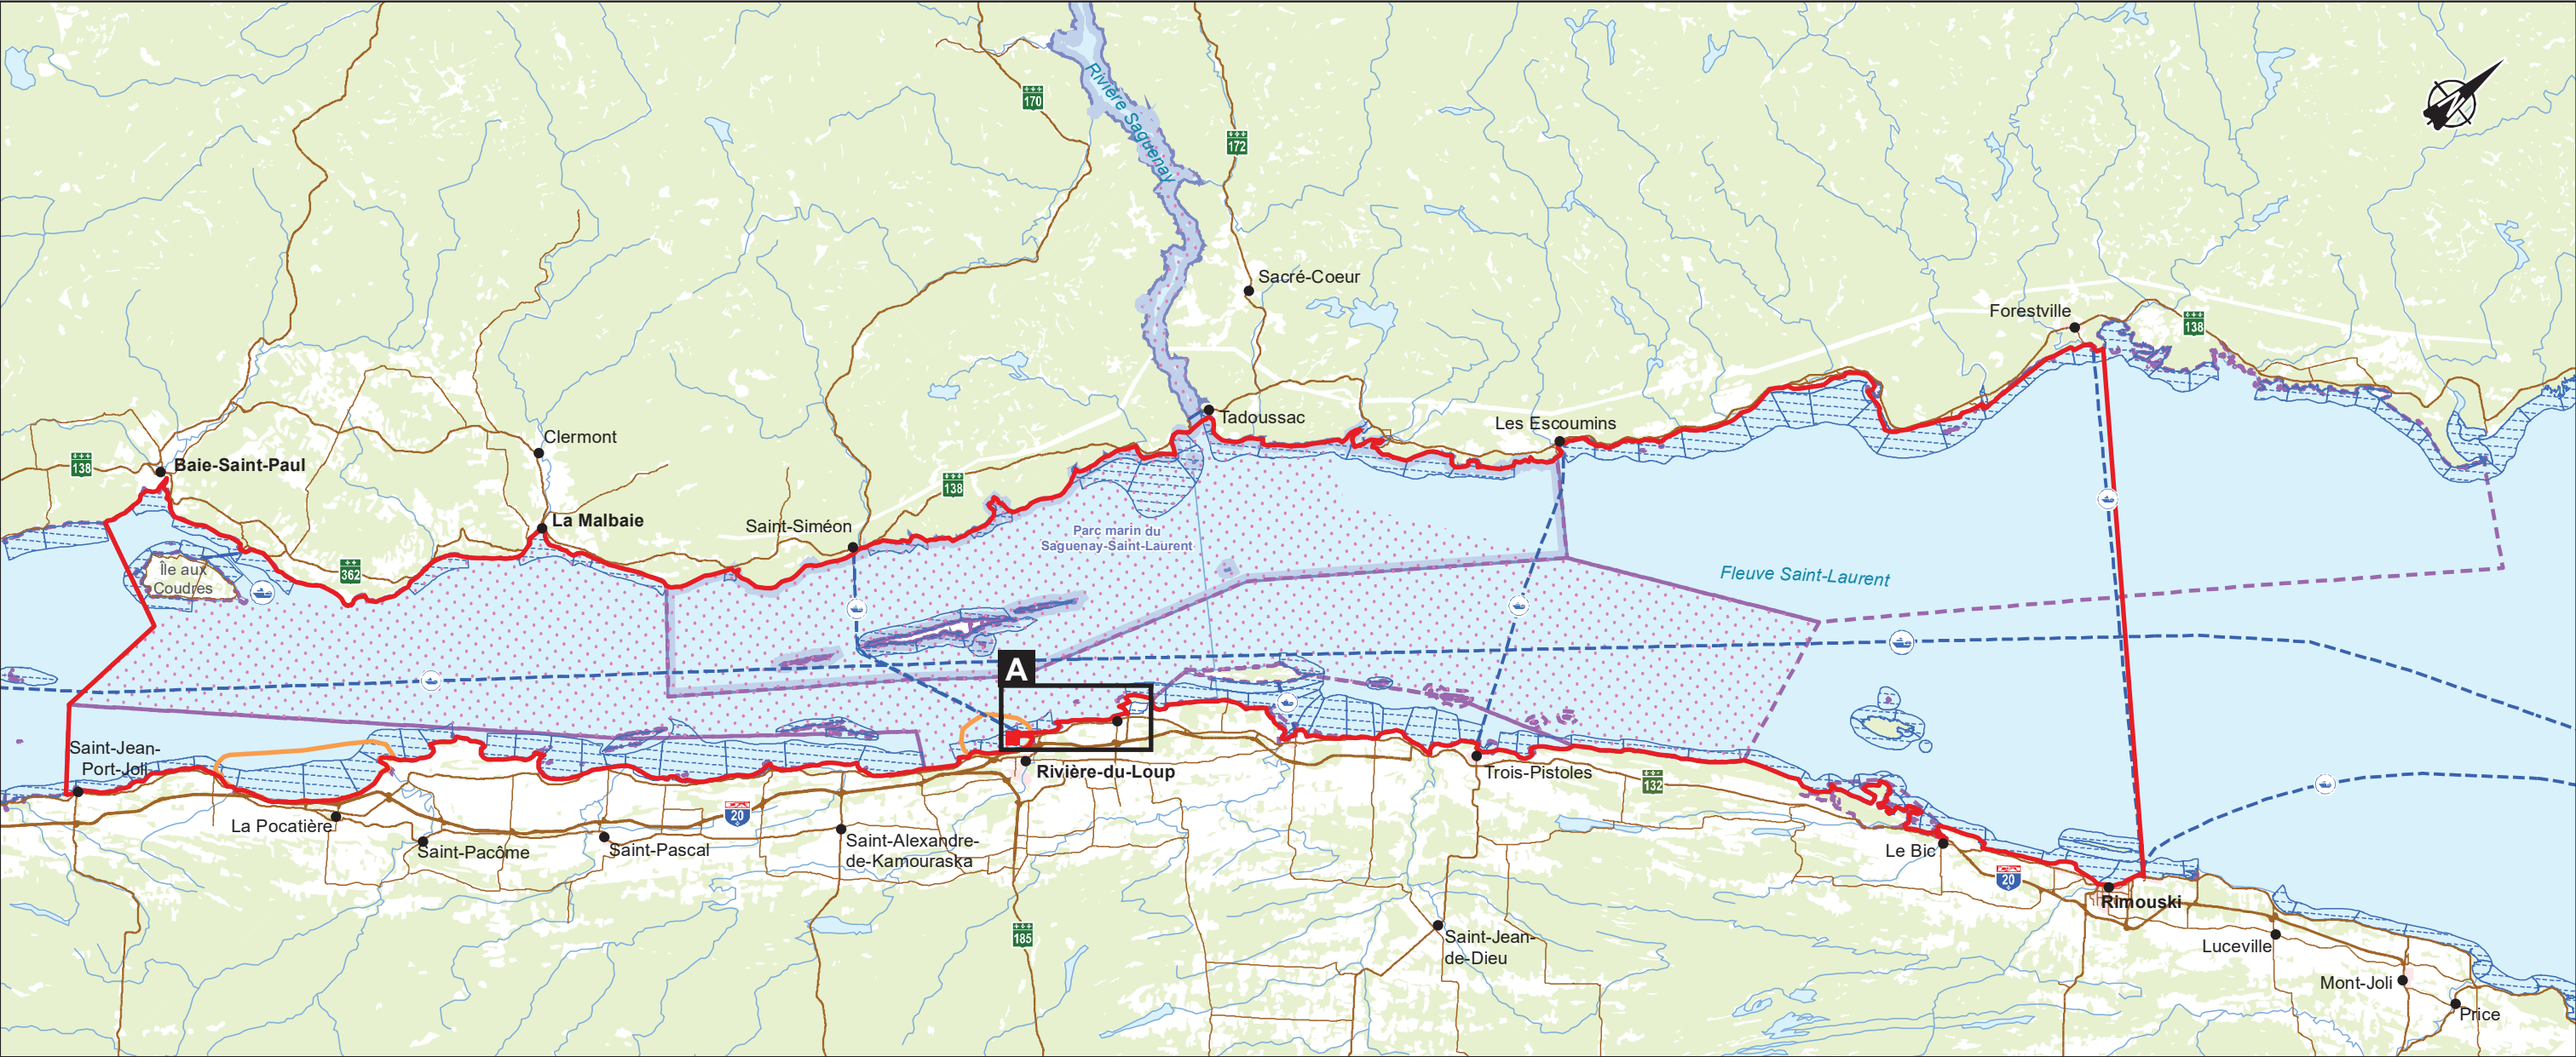 170
Rivière Saguenay
172
Sacré-Coeur
Forestville
138
Tadoussac
Les Escoumins
Clermont
138
Baie-Saint-Paul
138
La Malbaie
Saint-Siméon
Parc marin du
Saguenay-Saint-Laurent
Île aux
Coudres
362
Fleuve Saint-Laurent
A
Saint-Jean-
Port-Joli
Rivière-du-Loup
Trois-Pistoles
132
20
La Pocatière
Saint-Pacôme
Saint-Pascal
Saint-Alexandre-
de-Kamouraska
Le Bic
20
Rimouski
185
Saint-Jean-
de-Dieu
Luceville
Mont-Joli
Price